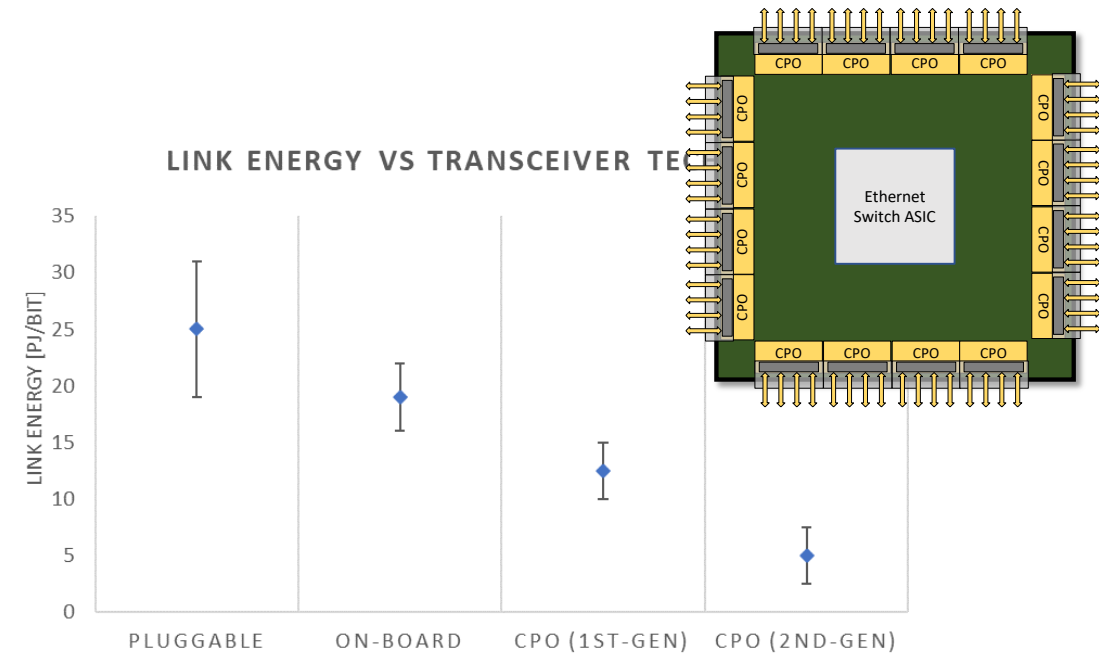 LINK ENERGY VS TRANSCEIVER
LINK ENERGY [PJ/BIT]
35
30
25
20
15
10
5
0
PLUGGABLE
ON-BOARD
CPO (1ST-GEN)
CPO (2ND-GEN)
CPO
CPO
CPO
CPO
CPO
CPO
CPO
CPO
Ethernet
Switch ASIC
CPO
CPO
CPO
CPO
CPO
CPO
CPO
CPO